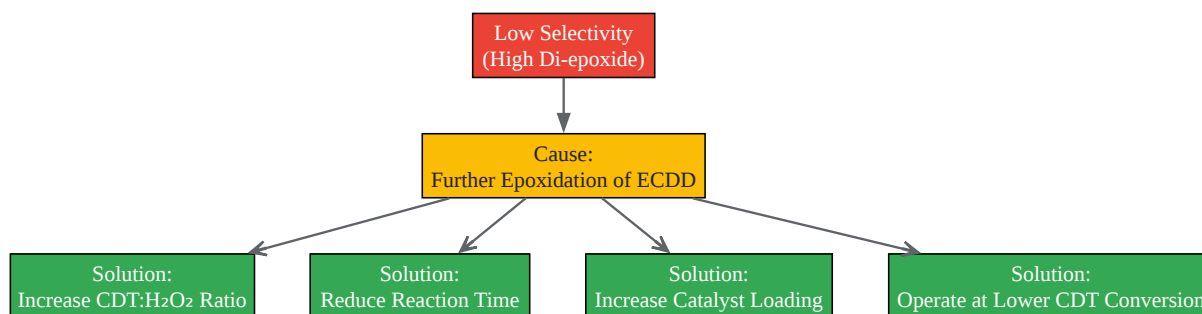 Low Selectivity
(High Di-epoxide)
Cause:
Further Epoxidation of ECDD
Solution:
Increase CDT:H₂O₂ Ratio
Solution:
Reduce Reaction Time
Solution:
Increase Catalyst Loading
Solution:
Operate at Lower CDT Conversion